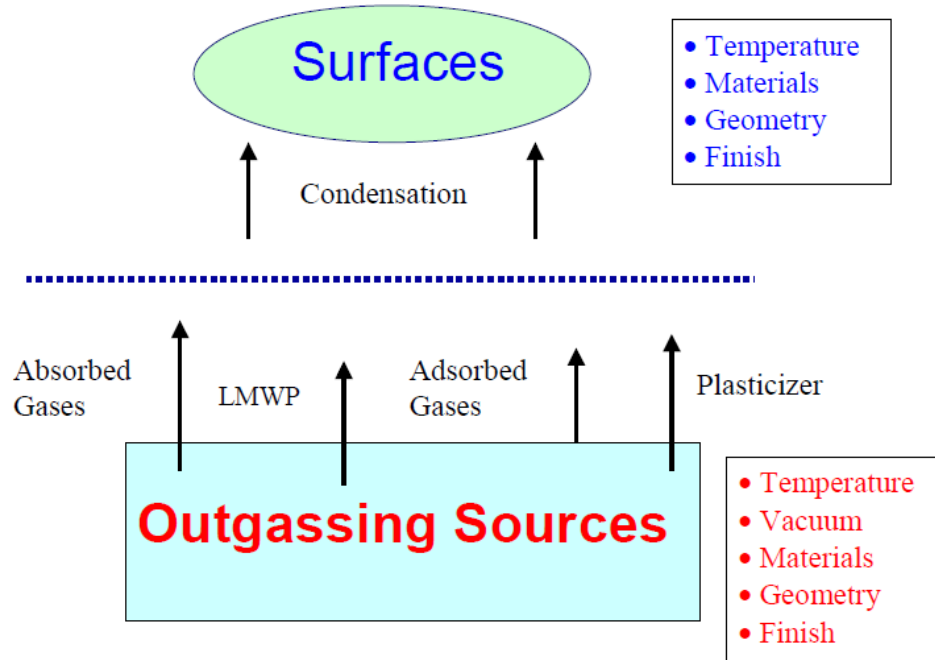 Surfaces
• Temperature
• Materials
• Geometry
• Finish
Condensation
Absorbed
Gases
LMWP
Adsorbed
Gases
Plasticizer
Outgassing Sources
• Temperature
• Vacuum
• Materials
• Geometry
• Finish